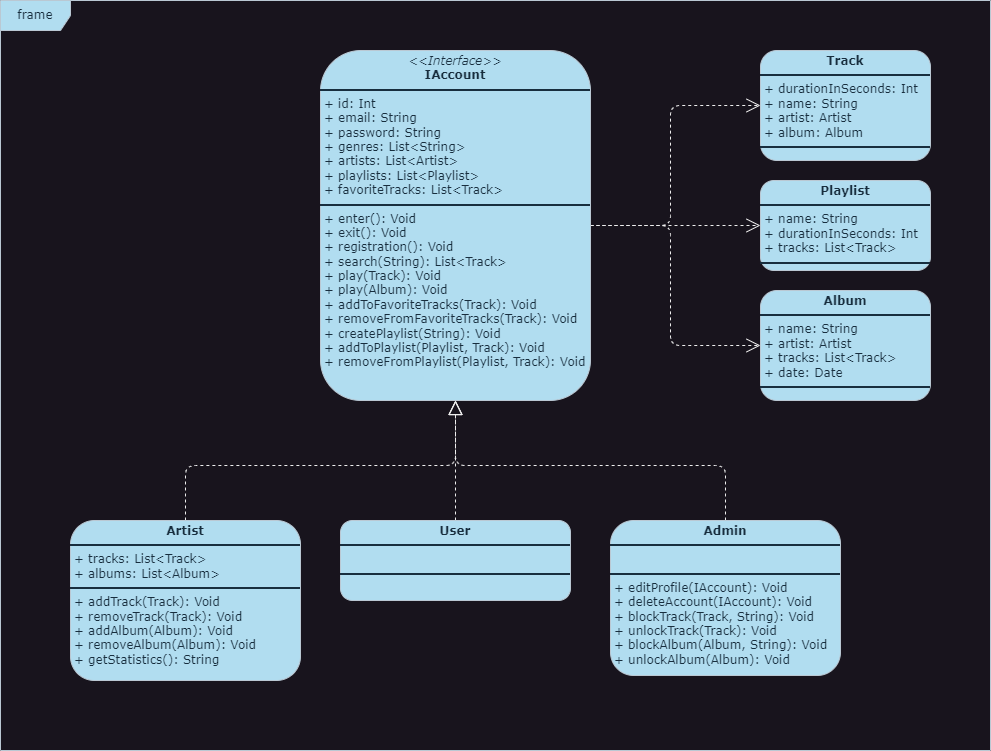 frame
<<Interface>>
IAccount
+ id: Int
+ email: String
+ password: String
+ genres: List<String>
+ artists: List<Artist>
+ playlists: List<Playlist>
+ favoriteTracks: List<Track>
+ enter(): Void
+ exit(): Void
+ registration(): Void
+ search(String): List<Track>
+ play(Track): Void
+ play(Album): Void
+ addToFavoriteTracks(Track): Void
+ removeFromFavoriteTracks(Track): Void
+ createPlaylist(String): Void
+ addToPlaylist(Playlist, Track): Void
+ removeFromPlaylist(Playlist, Track): Void
Track
+ durationInSeconds: Int
+ name: String
+ artist: Artist
+ album: Album
Playlist
+ name: String
+ durationInSeconds: Int
+ tracks: List<Track>
Album
+ name: String
+ artist: Artist
+ tracks: List<Track>
+ date: Date
Artist
+ tracks: List<Track>
+ albums: List<Album>
+ addTrack(Track): Void
+ removeTrack(Track): Void
+ addAlbum(Album): Void
+ removeAlbum(Album): Void
+ getStatistics(): String
User
Admin
+ editProfile(IAccount): Void
+ deleteAccount(IAccount): Void
+ blockTrack(Track, String): Void
+ unlockTrack(Track): Void
+ blockAlbum(Album, String): Void
+ unlockAlbum(Album): Void